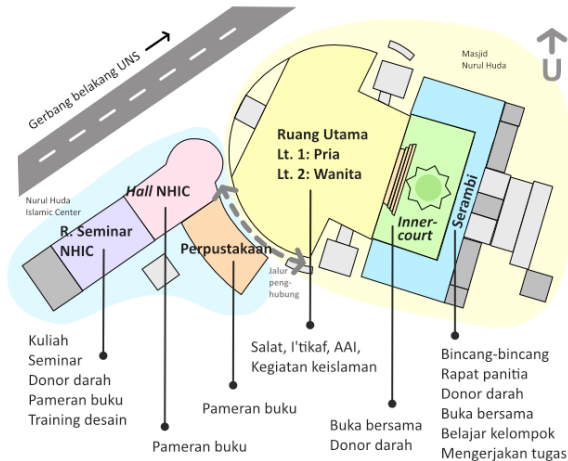 Gerbang belakang UNS
Masjid
Nurul Huda
U
Ruang Utama
Lt. 1: Pria
Lt. 2: Wanita
Nurul Huda
Islamic Center
Hall NHIC
R. Seminar
NHIC
Perpustakaan
Inner-
court
Serambi
Jalur
peng-
hubung
Kuliah
Seminar
Donor darah
Pameran buku
Training desain
Pameran buku
Pameran buku
Salat, I'tikaf, AAI,
Kegiatan keislaman
Buka bersama
Donor darah
Bincang-bincang
Rapat panitia
Donor darah
Buka bersama
Belajar kelompok
Mengerjakan tugas